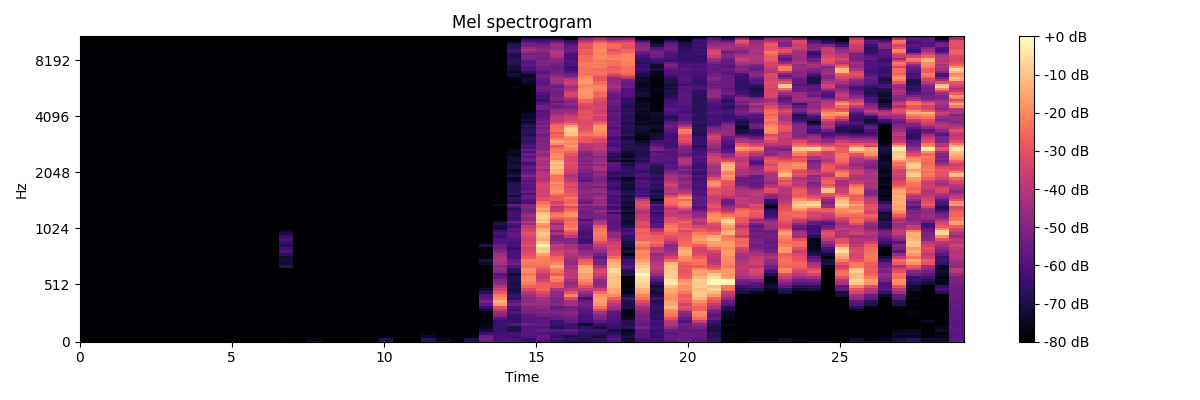 Mel spectrogram
Hz
8192
4096
2048
1024
512
0
0 5 10 15 20 25
Time
+0 dB
-10 dB
-20 dB
-30 dB
-40 dB
-50 dB
-60 dB
-70 dB
-80 dB